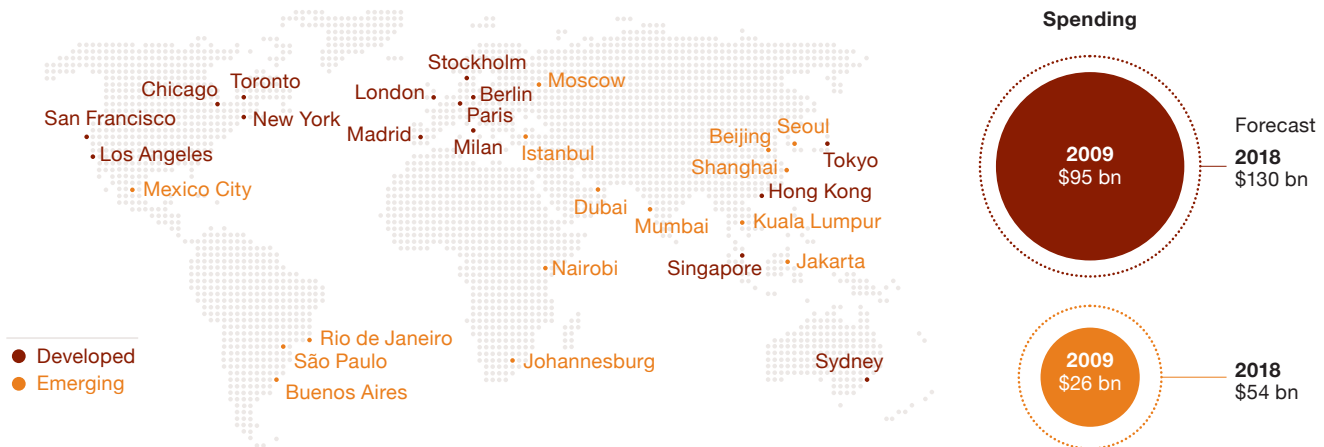 Spending
Stockholm
Moscow
Chicago
Toronto
London
Berlin
San Francisco
New York
Paris
Madrid
Milan
Istanbul
Beijing
Seoul
Los Angeles
Shanghai
Tokyo
Mexico City
Hong Kong
Dubai
Mumbai
Kuala Lumpur
Nairobi
Singapore
Jakarta
Rio de Janeiro
São Paulo
Buenos Aires
Johannesburg
Sydney
Developed
Emerging
2009
$95 bn
Forecast
2018
$130 bn
2009
$26 bn
2018
$54 bn